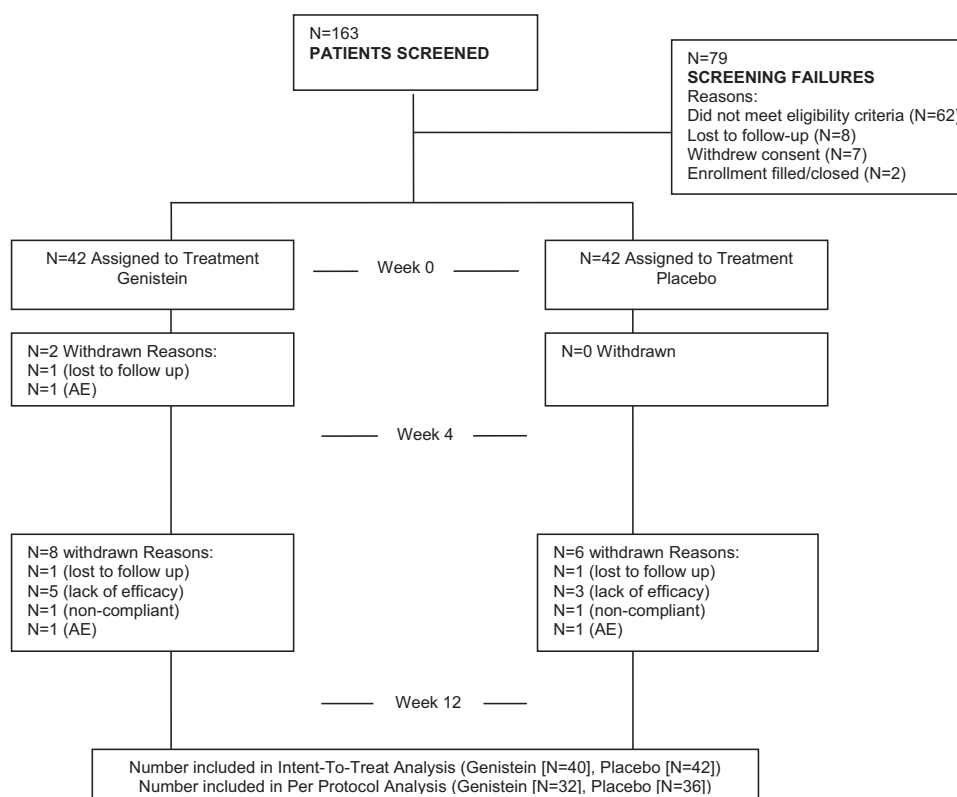 N=163
PATIENTS SCREENED
N=79
SCREENING FAILURES
Reasons:
Did not meet eligibility criteria (N=62)
Lost to follow-up (N=8)
Withdrew consent (N=7)
Enrollment filled/closed (N=2)
N=42 Assigned to Treatment
Genistein
Week 0
N=42 Assigned to Treatment
Placebo
N=2 Withdrawn Reasons:
N=1 (lost to follow up)
N=1 (AE)
N=0 Withdrawn
Week 4
N=8 withdrawn Reasons:
N=1 (lost to follow up)
N=5 (lack of efficacy)
N=1 (non-compliant)
N=1 (AE)
N=6 withdrawn Reasons:
N=1 (lost to follow up)
N=3 (lack of efficacy)
N=1 (non-compliant)
N=1 (AE)
Week 12
Number included in Intent-To-Treat Analysis (Genistein [N=40], Placebo [N=42])
Number included in Per Protocol Analysis (Genistein [N=32], Placebo [N=36])